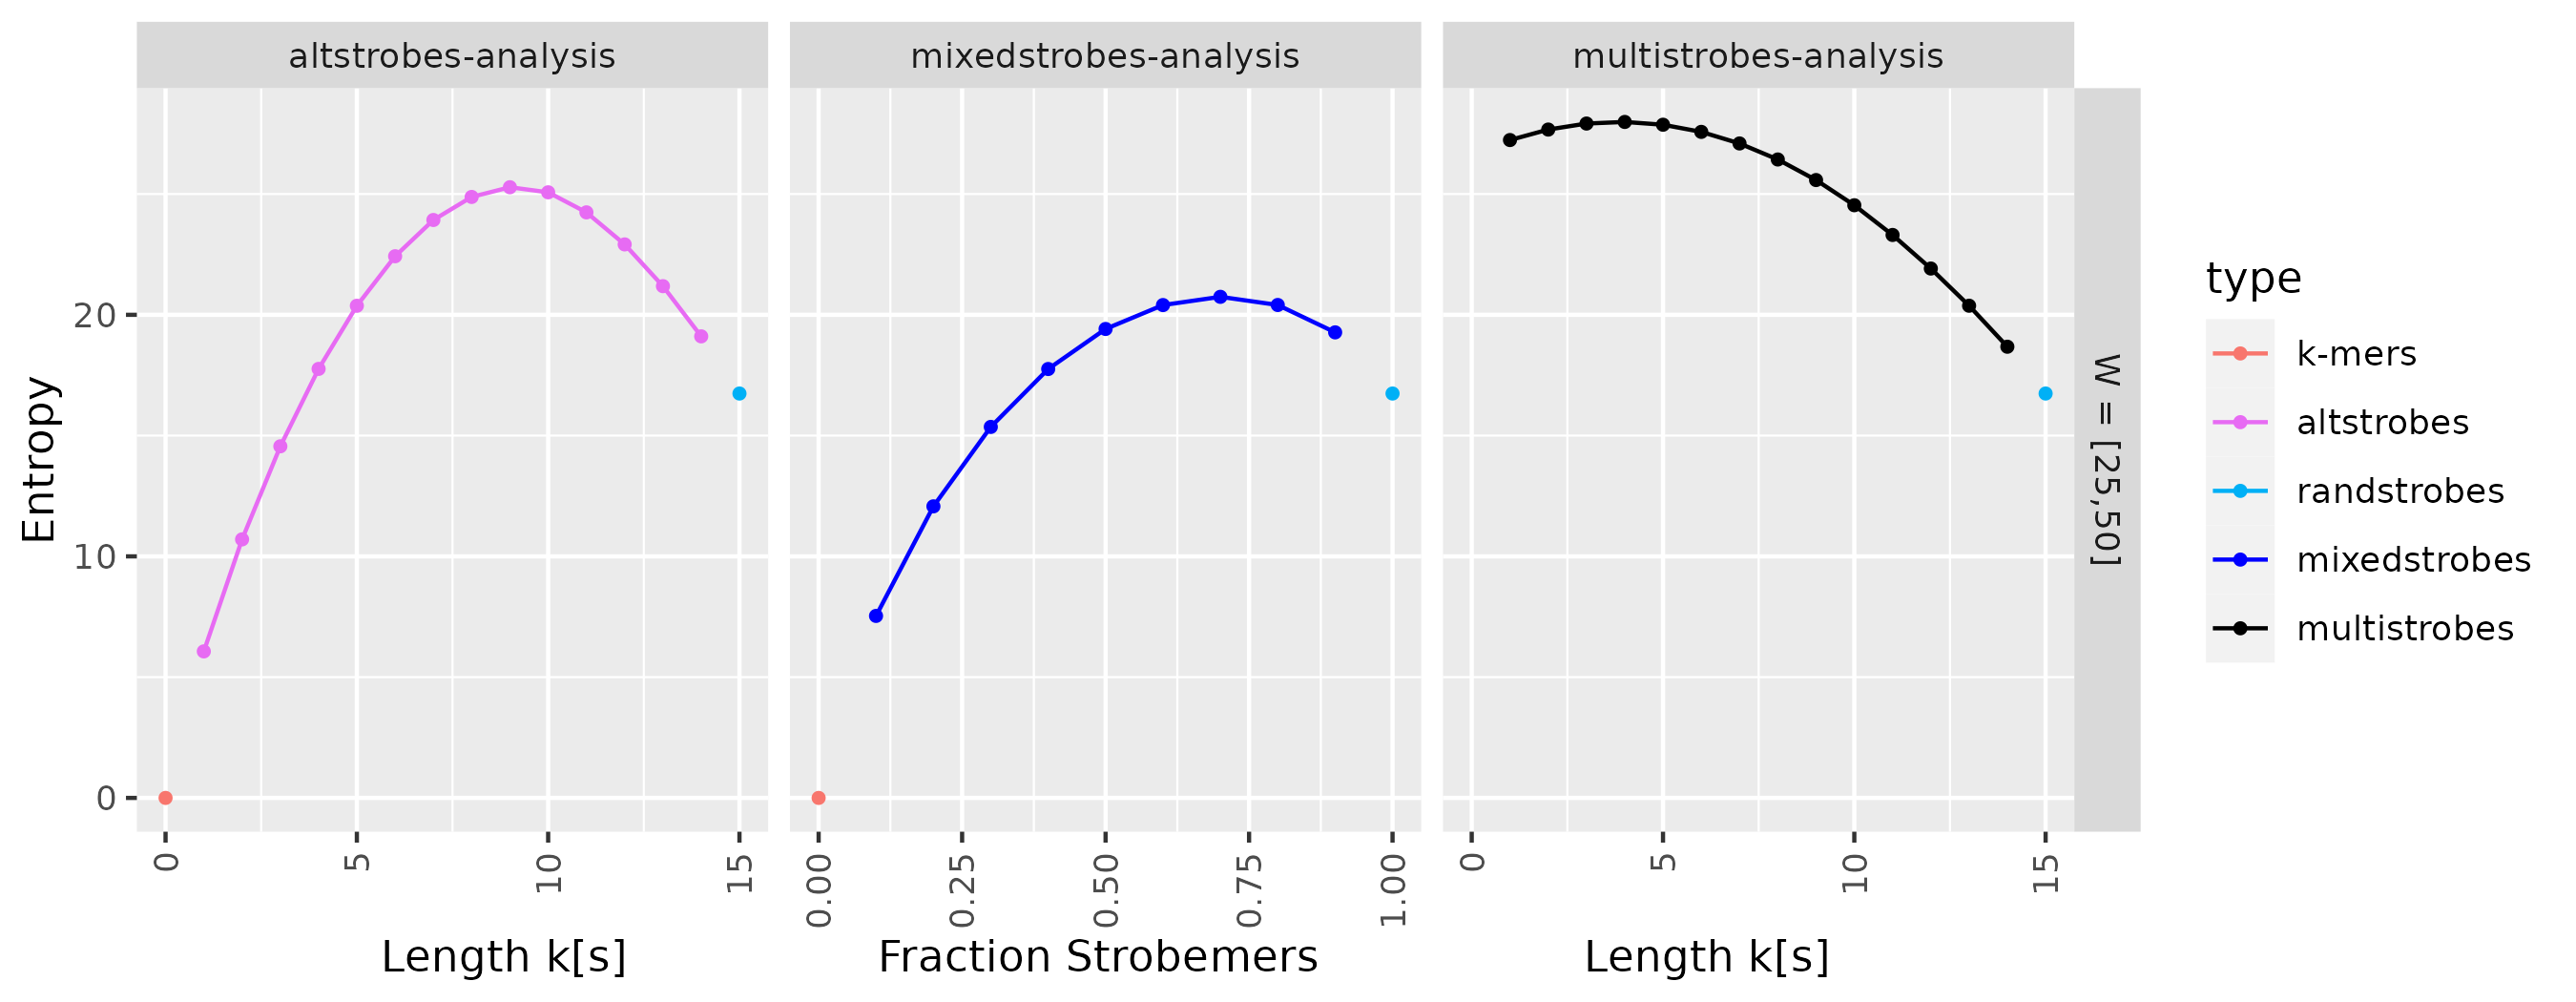 altstrobes-analysis
mixedstrobes-analysis
multistrobes-analysis
Entropy
20
10
0
0
5
10
15
0.00
0.25
0.50
0.75
1.00
0
5
10
15
Length k[s]
Fraction Strobemers
Length k[s]
W = [25,50]
type
k-mers
altstrobes
randstrobes
mixedstrobes
multistrobes